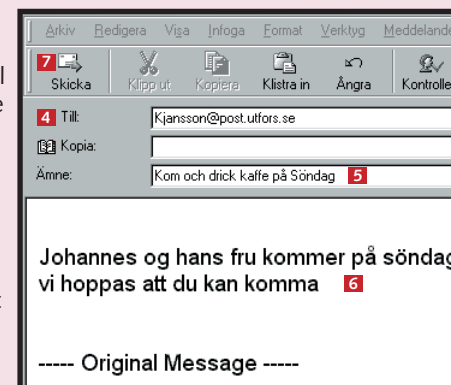 Arkiv Redigera Visa Infoga Format Verktyg Meddelande
7
Skicka Klipp ut Kopiera Klistra in Ångra Kontrolle
4 Till: Kjansson@post.utfors.se
Kopia:
Ämne: Kom och drick kaffe på Söndag 5
Johannes og hans fru kommer på söndag
vi hoppas att du kan komma 6
----- Original Message -----